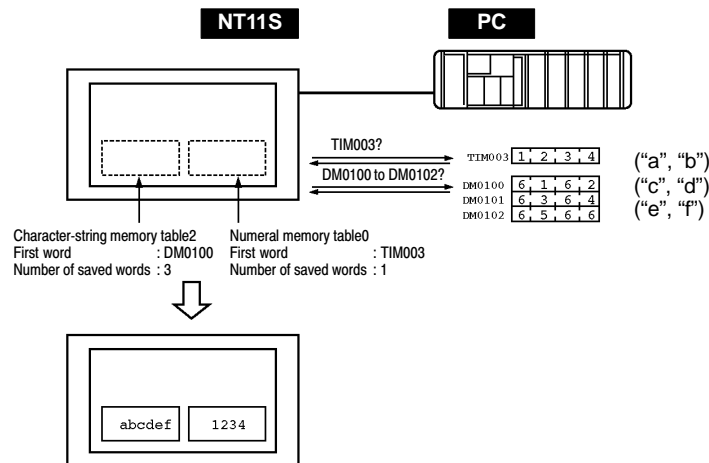 NT11S PC
TIM003?
TIM003 1 2 3 4 (“a”, “b”)
DM0100 to DM0102?
DM0100 6 1 6 2 (“c”, “d”)
DM0101 6 3 6 4 (“e”, “f”)
DM0102 6 5 6 6
Character-string memory table2
First word : DM0100
Number of saved words : 3
Numeral memory table0
First word : TIM003
Number of saved words : 1
abcdef 1234